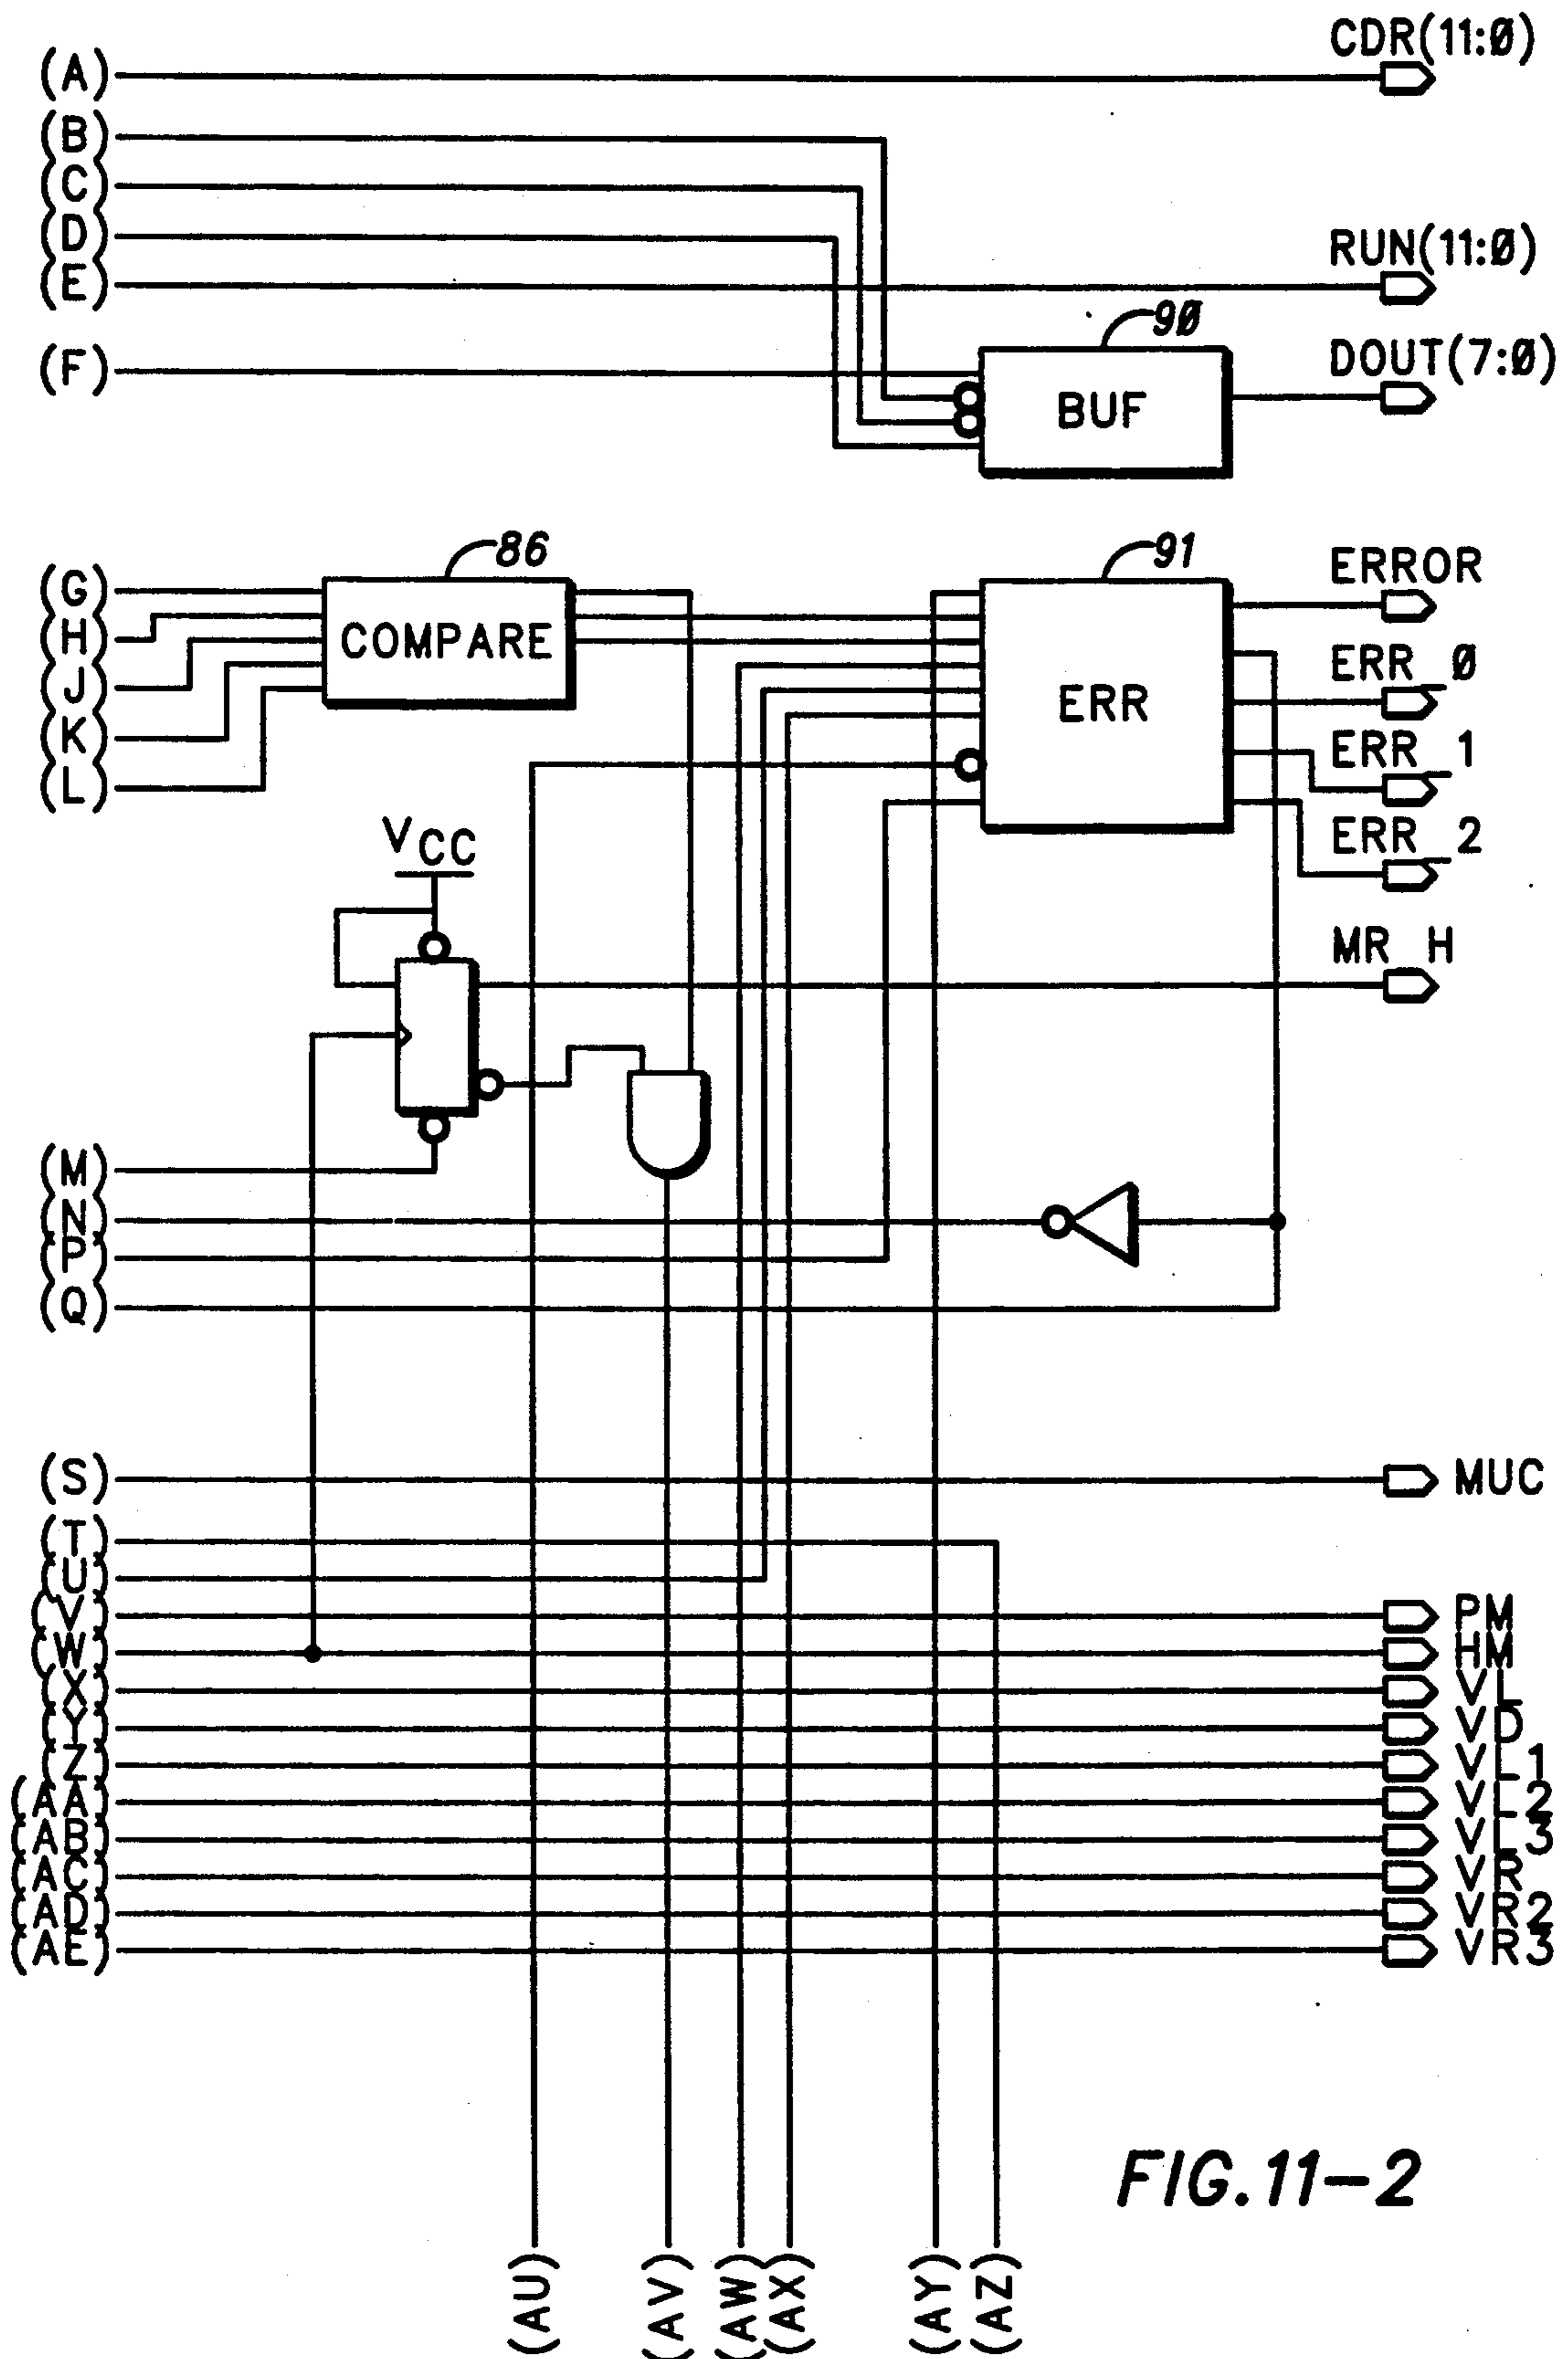 (A)
CDR(11:Ø)
(B)
(C)
(D)
(E)
RUN(11:Ø)
90
(F)
BUF
DOUT(7:Ø)
86
91
(G)
(H)
(J)
(K)
(L)
COMPARE
ERR
ERROR
ERR_Ø
ERR_1
ERR_2
VCC
MR H
(M)
(N)
(P)
(Q)
(S)
MUC
(T)
(U)
(V)
PM
(W)
HM
(X)
VL
(Y)
VD
(Z)
VL1
(AA)
VL2
(AB)
VL3
(AC)
VR
(AD)
VR2
(AE)
VR3
(AU)
(AV)
(AW)
(AX)
(AY)
(AZ)
FIG.11-2